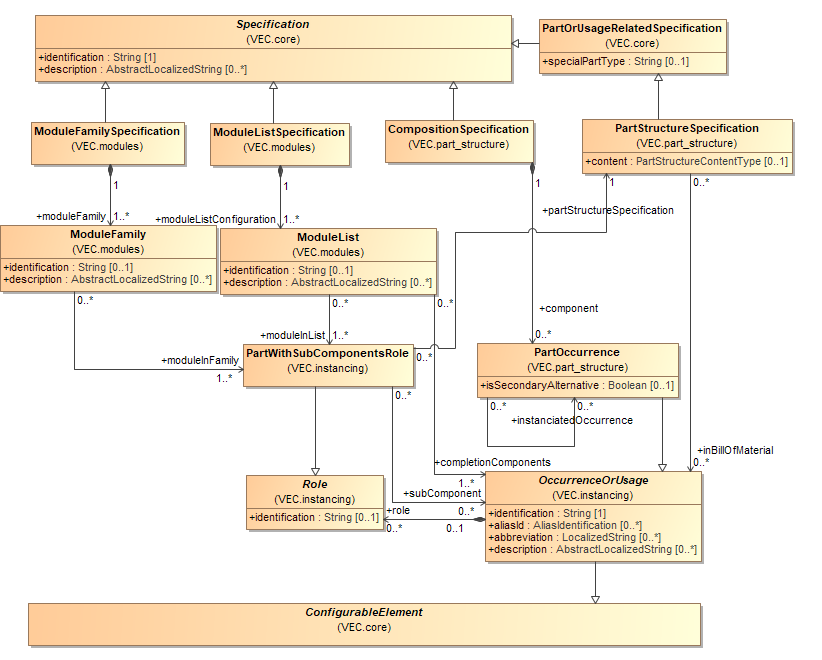 Specification
(VEC.core)
+identification : String [1]
+description : AbstractLocalizedString [0..*]
PartOrUsageRelatedSpecification
(VEC.core)
+specialPartType : String [0..1]
ModuleFamilySpecification
(VEC.modules)
ModuleListSpecification
(VEC.modules)
CompositionSpecification
(VEC.part_structure)
PartStructureSpecification
(VEC.part_structure)
+content : PartStructureContentType [0..1]
1
1
1
1
0..*
+moduleFamily
1..*
+moduleListConfiguration
1..*
+partStructureSpecification
ModuleFamily
(VEC.modules)
+identification : String [0..1]
+description : AbstractLocalizedString [0..*]
ModuleList
(VEC.modules)
+identification : String [0..1]
+description : AbstractLocalizedString [0..*]
0..*
0..*
0..*
+component
0..*
+moduleInList
1..*
+moduleInFamily
1..*
PartWithSubComponentsRole
(VEC.instancing)
0..*
0..*
PartOccurrence
(VEC.part_structure)
+isSecondaryAlternative : Boolean [0..1]
0..*
0..*
+instanciatedOccurrence
+inBillOfMaterial
0..*
+completionComponents
1..*
+subComponent
0..*
Role
(VEC.instancing)
+identification : String [0..1]
+role
0..*
0..1
OccurrenceOrUsage
(VEC.instancing)
+identification : String [1]
+aliasId : AliasIdentification [0..*]
+abbreviation : LocalizedString [0..*]
+description : AbstractLocalizedString [0..*]
ConfigurableElement
(VEC.core)